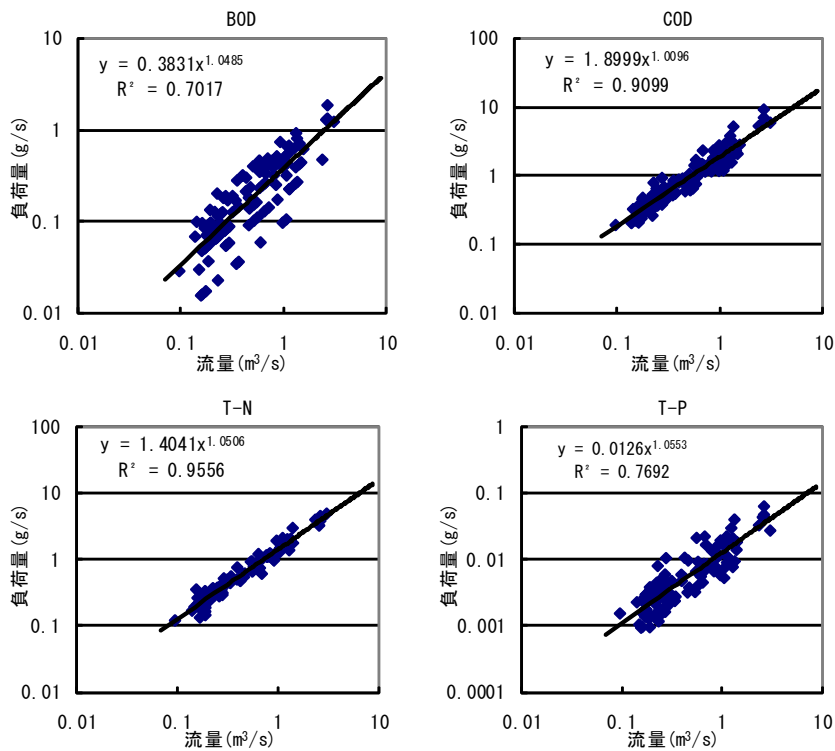 BOD
y = 0.3831x^1.0485
R² = 0.7017
10
1
0.1
0.01
負荷量(g/s)
0.01 0.1 1 10
流量(m³/s)
COD
y = 1.8999x^1.0096
R² = 0.9099
100
10
1
0.1
0.01
負荷量(g/s)
0.01 0.1 1 10
流量(m³/s)
T-N
y = 1.4041x^1.0506
R² = 0.9556
100
10
1
0.1
0.01
負荷量(g/s)
0.01 0.1 1 10
流量(m³/s)
T-P
y = 0.0126x^1.0553
R² = 0.7692
1
0.1
0.01
0.001
0.0001
負荷量(g/s)
0.01 0.1 1 10
流量(m³/s)